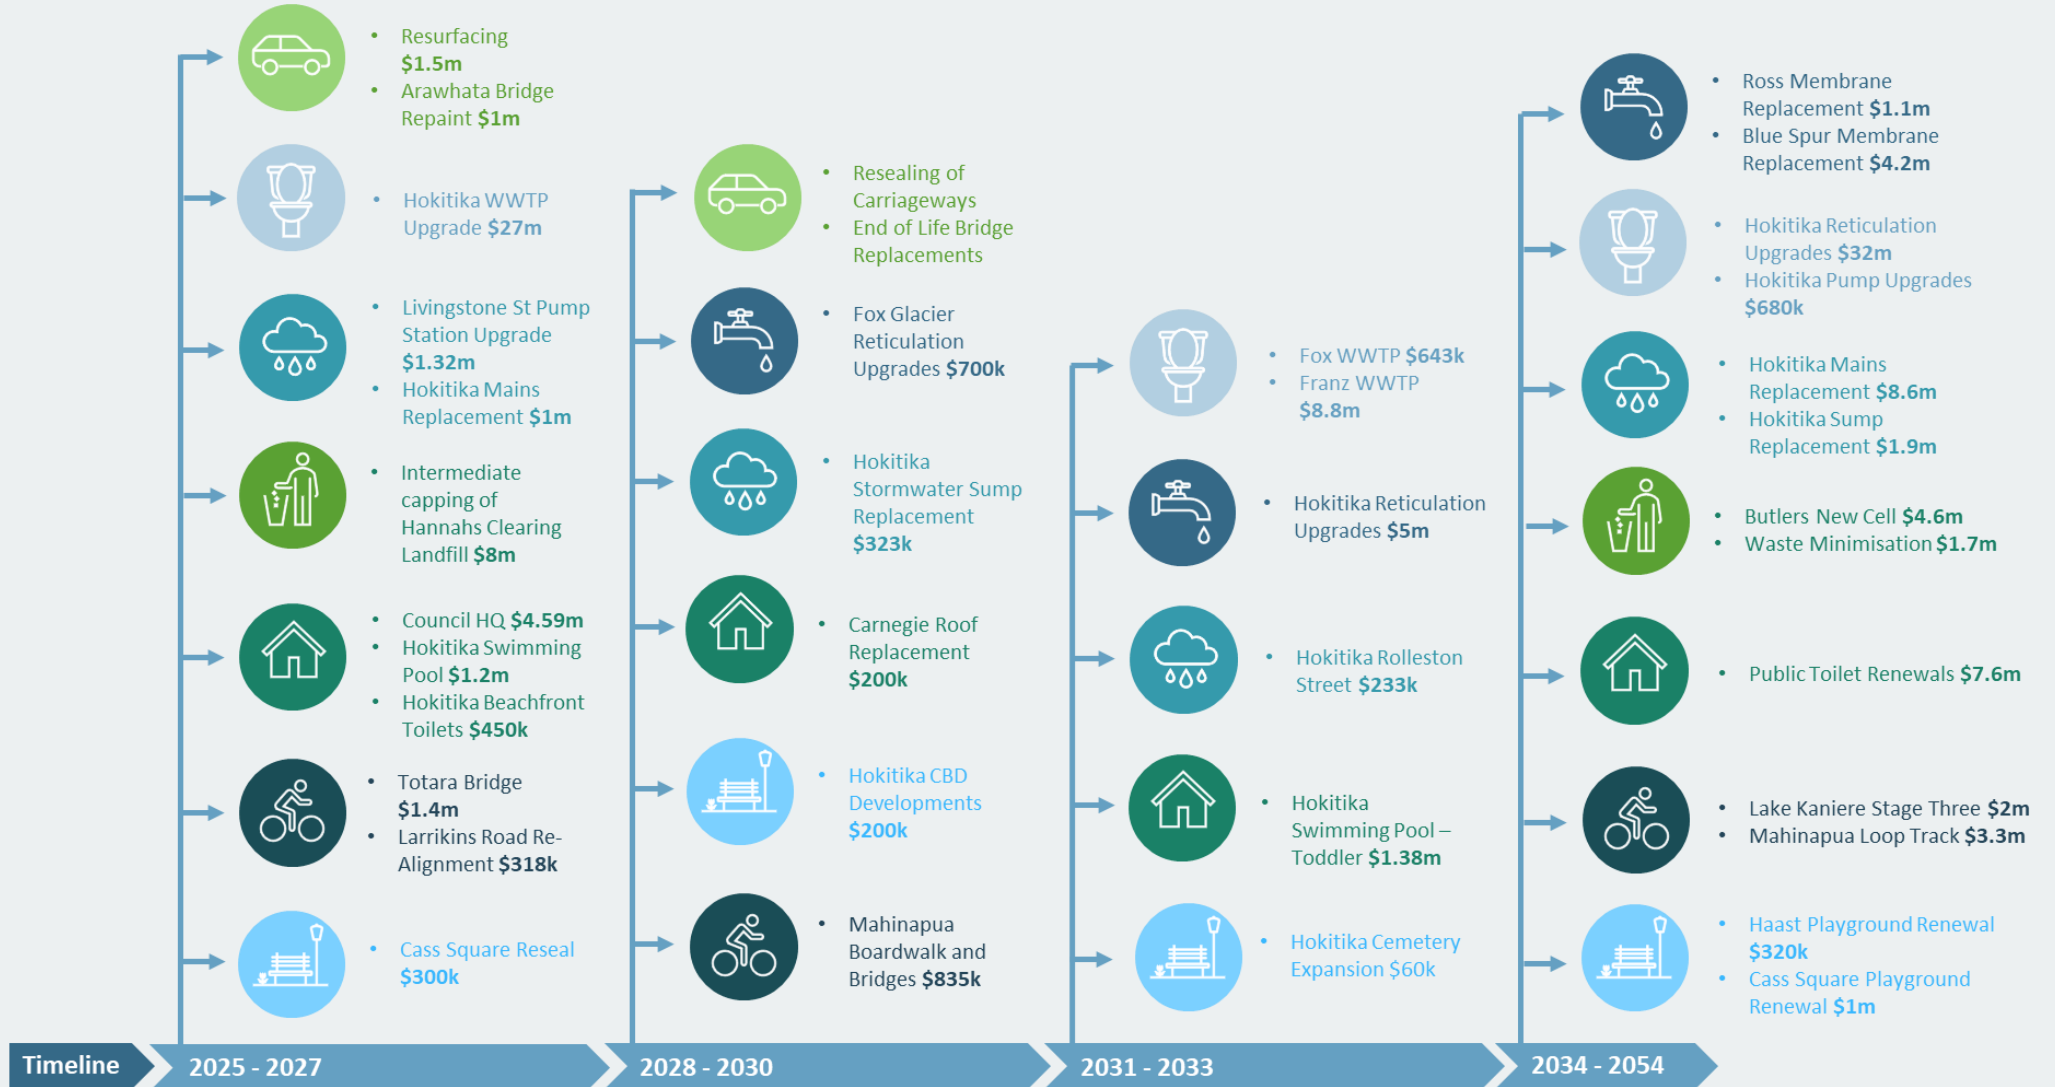 • Resurfacing
$1.5m
• Arawhata Bridge
Repaint $1m
• Hokitika WWTP
Upgrade $27m
• Livingstone St Pump
Station Upgrade
$1.32m
• Hokitika Mains
Replacement $1m
• Intermediate
capping of
Hannahs Clearing
Landfill $8m
• Council HQ $4.59m
• Hokitika Swimming
Pool $1.2m
• Hokitika Beachfront
Toilets $450k
• Totara Bridge
$1.4m
• Larrikins Road Re-
Alignment $318k
• Cass Square Reseal
$300k
• Resealing of
Carriageways
• End of Life Bridge
Replacements
• Fox Glacier
Reticulation
Upgrades $700k
• Hokitika
Stormwater Sump
Replacement
$323k
• Carnegie Roof
Replacement
$200k
• Hokitika CBD
Developments
$200k
• Mahinapua
Boardwalk and
Bridges $835k
• Fox WWTP $643k
• Franz WWTP
$8.8m
• Hokitika Reticulation
Upgrades $5m
• Hokitika Rolleston
Street $233k
• Hokitika
Swimming Pool –
Toddler $1.38m
• Hokitika Cemetery
Expansion $60k
• Ross Membrane
Replacement $1.1m
• Blue Spur Membrane
Replacement $4.2m
• Hokitika Reticulation
Upgrades $32m
• Hokitika Pump Upgrades
$680k
• Hokitika Mains
Replacement $8.6m
• Hokitika Sump
Replacement $1.9m
• Butlers New Cell $4.6m
• Waste Minimisation $1.7m
• Public Toilet Renewals $7.6m
• Lake Kaniere Stage Three $2m
• Mahinapua Loop Track $3.3m
• Haast Playground Renewal
$320k
• Cass Square Playground
Renewal $1m
Timeline
2025 - 2027
2028 - 2030
2031 - 2033
2034 - 2054